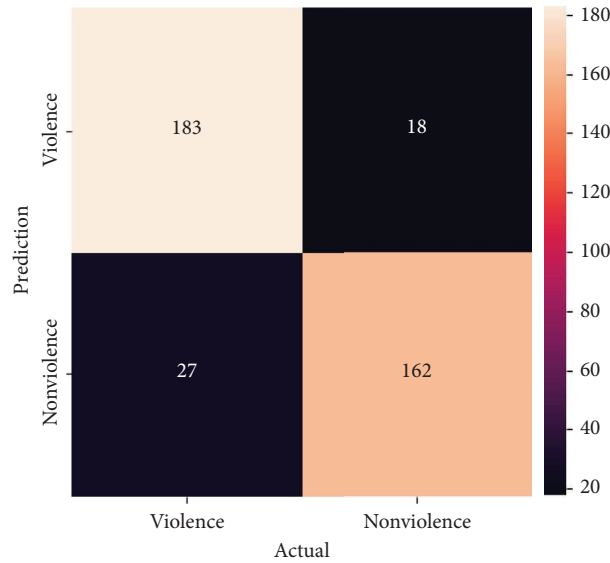 Prediction
Violence
Nonviolence
183
18
27
162
Violence
Nonviolence
Actual
180
160
140
120
100
80
60
40
20